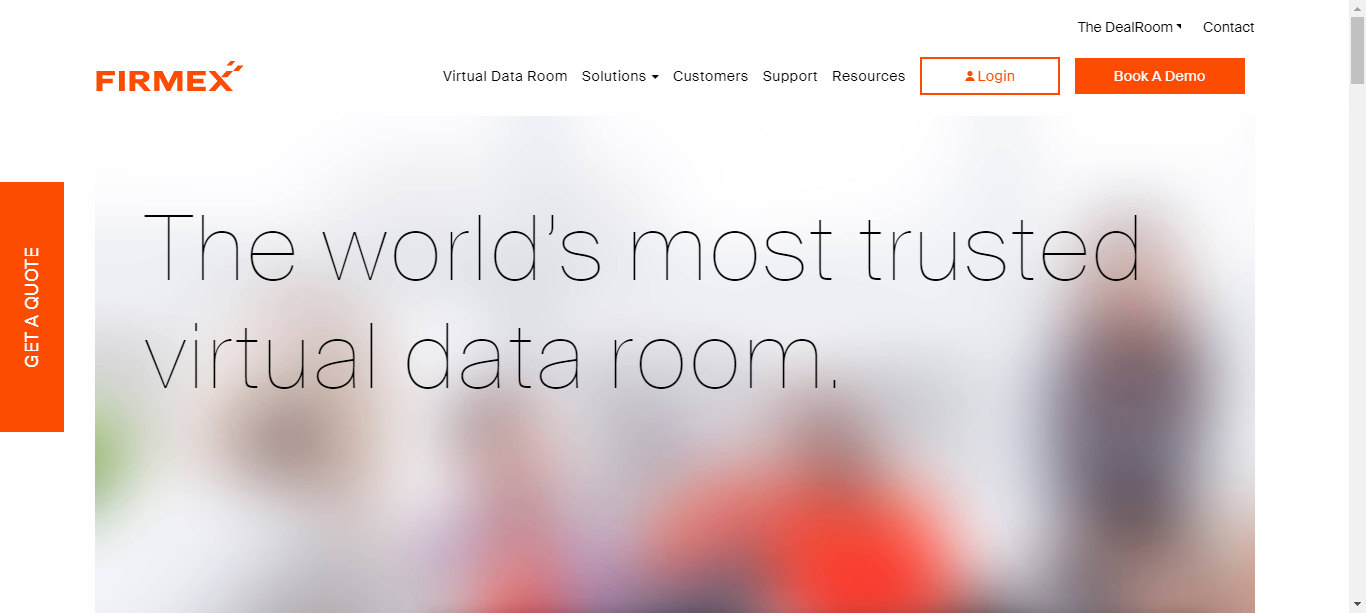 The DealRoom Contact
FIRMEX
Virtual Data Room Solutions Customers Support Resources Login Book A Demo
GET A QUOTE
The world’s most trusted
virtual data room.